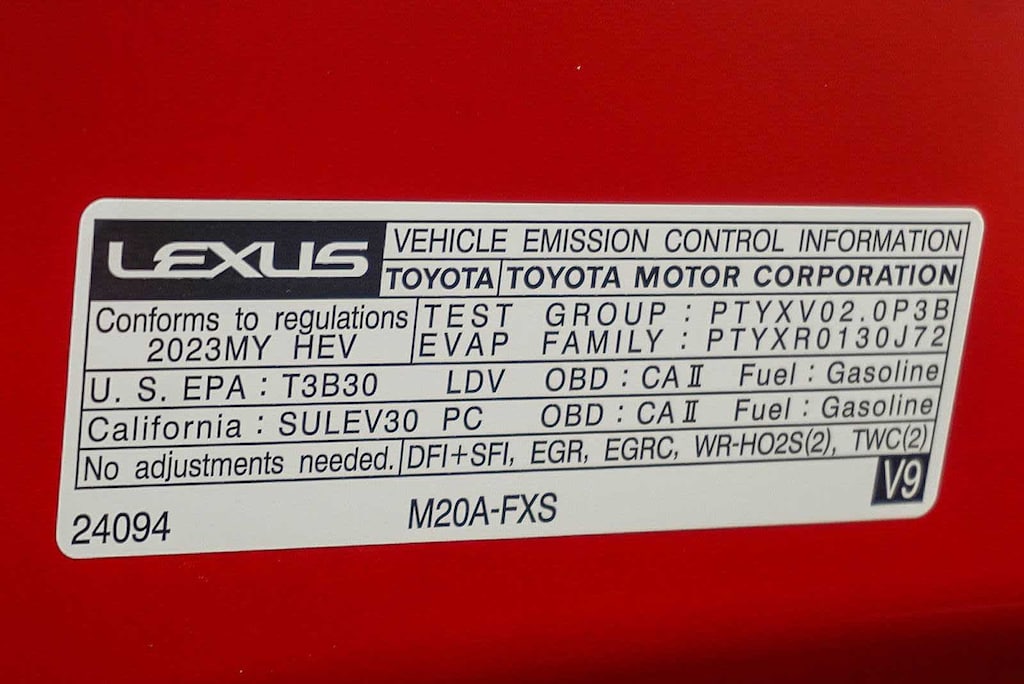 LEXUS
VEHICLE EMISSION CONTROL INFORMATION
TOYOTA TOYOTA MOTOR CORPORATION
Conforms to regulations
2023MY HEV
TEST GROUP : PTYXV02.0P3B
EVAP FAMILY : PTYXR0130J72
U. S. EPA : T3B30 LDV OBD : CA II Fuel : Gasoline
California : SULEV30 PC OBD : CA II Fuel : Gasoline
No adjustments needed. DFI+SFI, EGR, EGRC, WR-HO2S(2), TWC(2)
24094 M20A-FXS V9